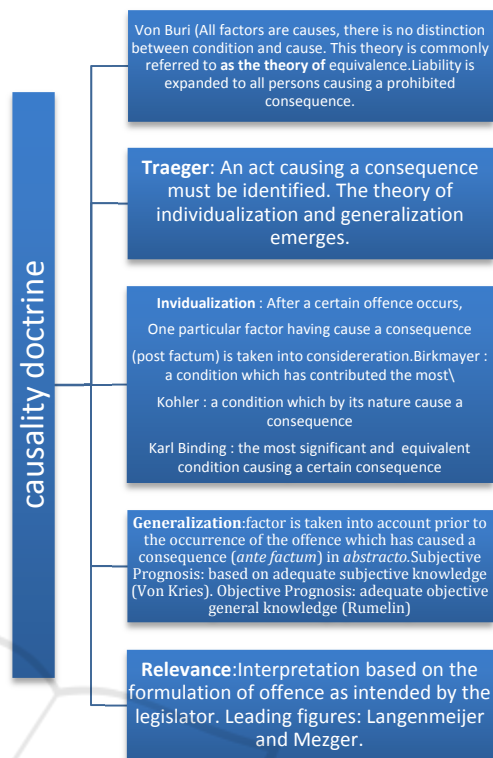 causality doctrine
Von Buri (All factors are causes, there is no distinction
between condition and cause. This theory is commonly
referred to as the theory of equivalence.Liability is
expanded to all persons causing a prohibited
consequence.
Traeger: An act causing a consequence
must be identified. The theory of
individualization and generalization
emerges.
Invidualization : After a certain offence occurs,
One particular factor having cause a consequence
(post factum) is taken into considereration.Birkmayer :
a condition which has contributed the most\
Kohler : a condition which by its nature cause a
consequence
Karl Binding : the most significant and equivalent
condition causing a certain consequence
Generalization:factor is taken into account prior to
the occurrence of the offence which has caused a
consequence (ante factum) in abstracto.Subjective
Prognosis: based on adequate subjective knowledge
(Von Kries). Objective Prognosis: adequate objective
general knowledge (Rumelin)
Relevance:Interpretation based on the
formulation of offence as intended by the
legislator. Leading figures: Langenmeijer
and Mezger.